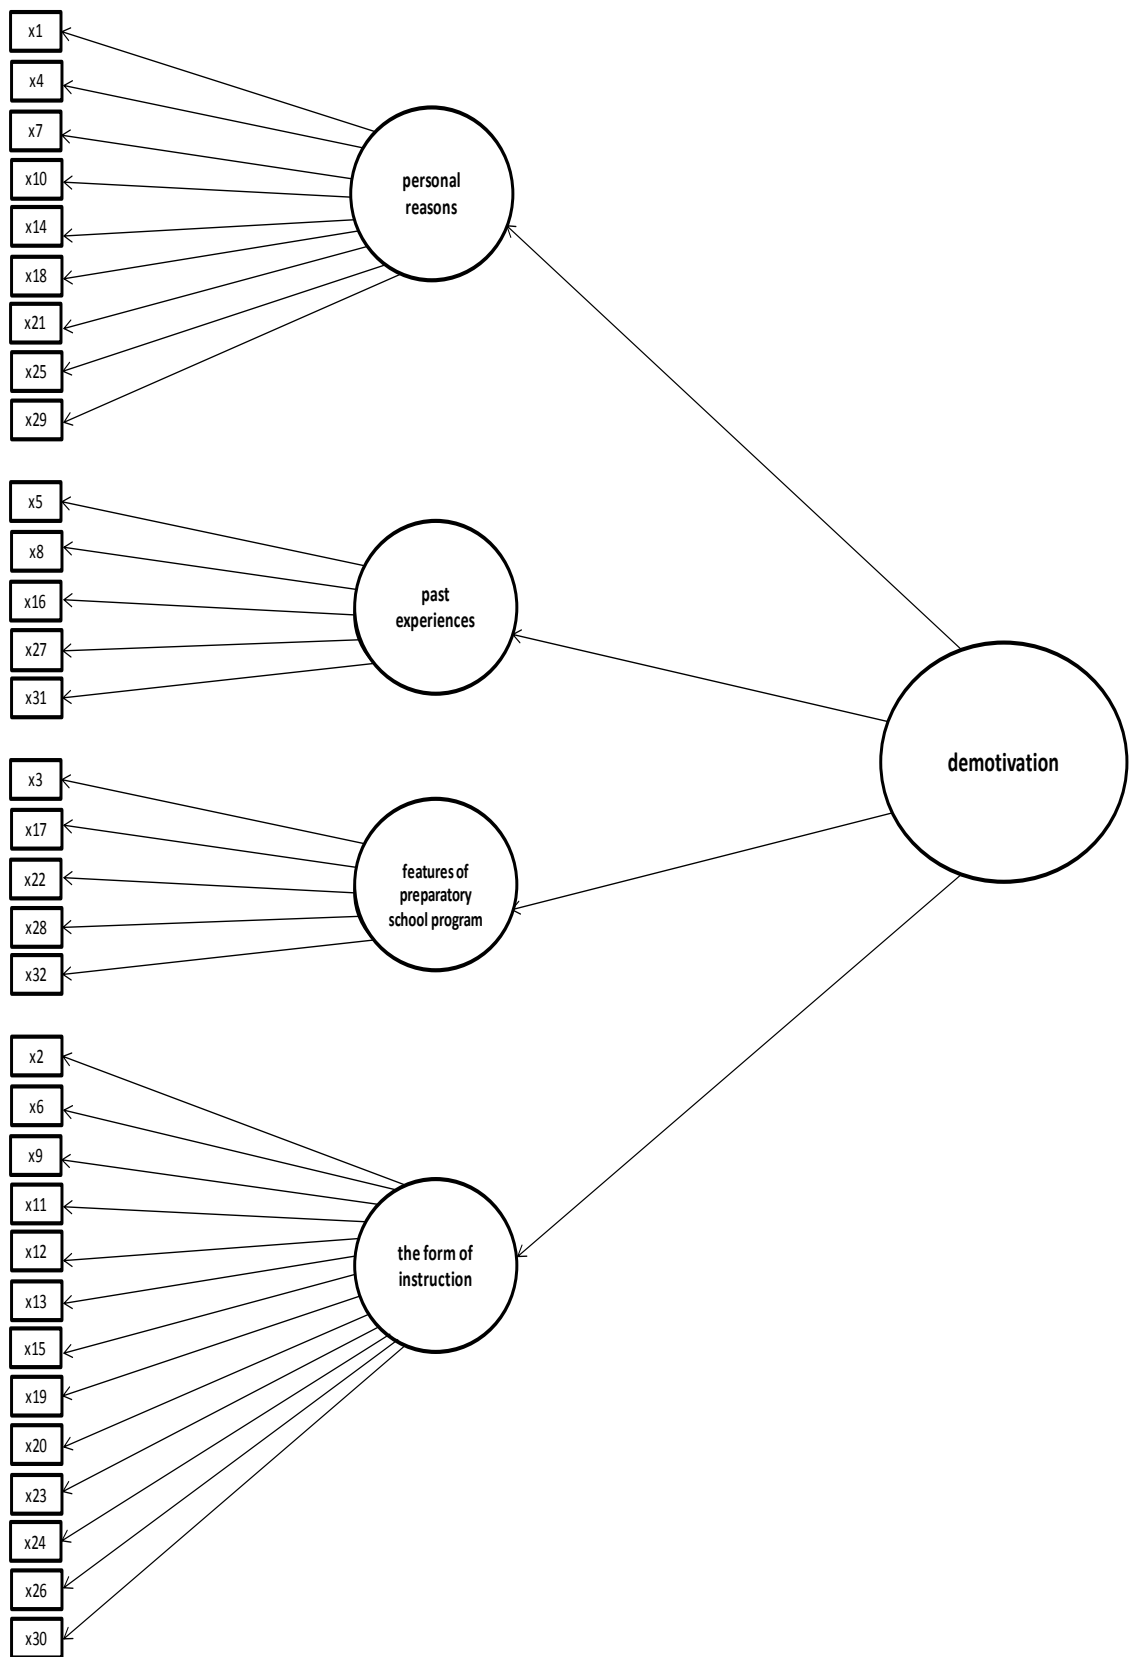 x1
x4
x7
x10
x14
x18
x21
x25
x29
personal
reasons
x5
x8
x16
x27
x31
past
experiences
x3
x17
x22
x28
x32
features of
preparatory
school program
x2
x6
x9
x11
x12
x13
x15
x19
x20
x23
x24
x26
x30
the form of
instruction
demotivation